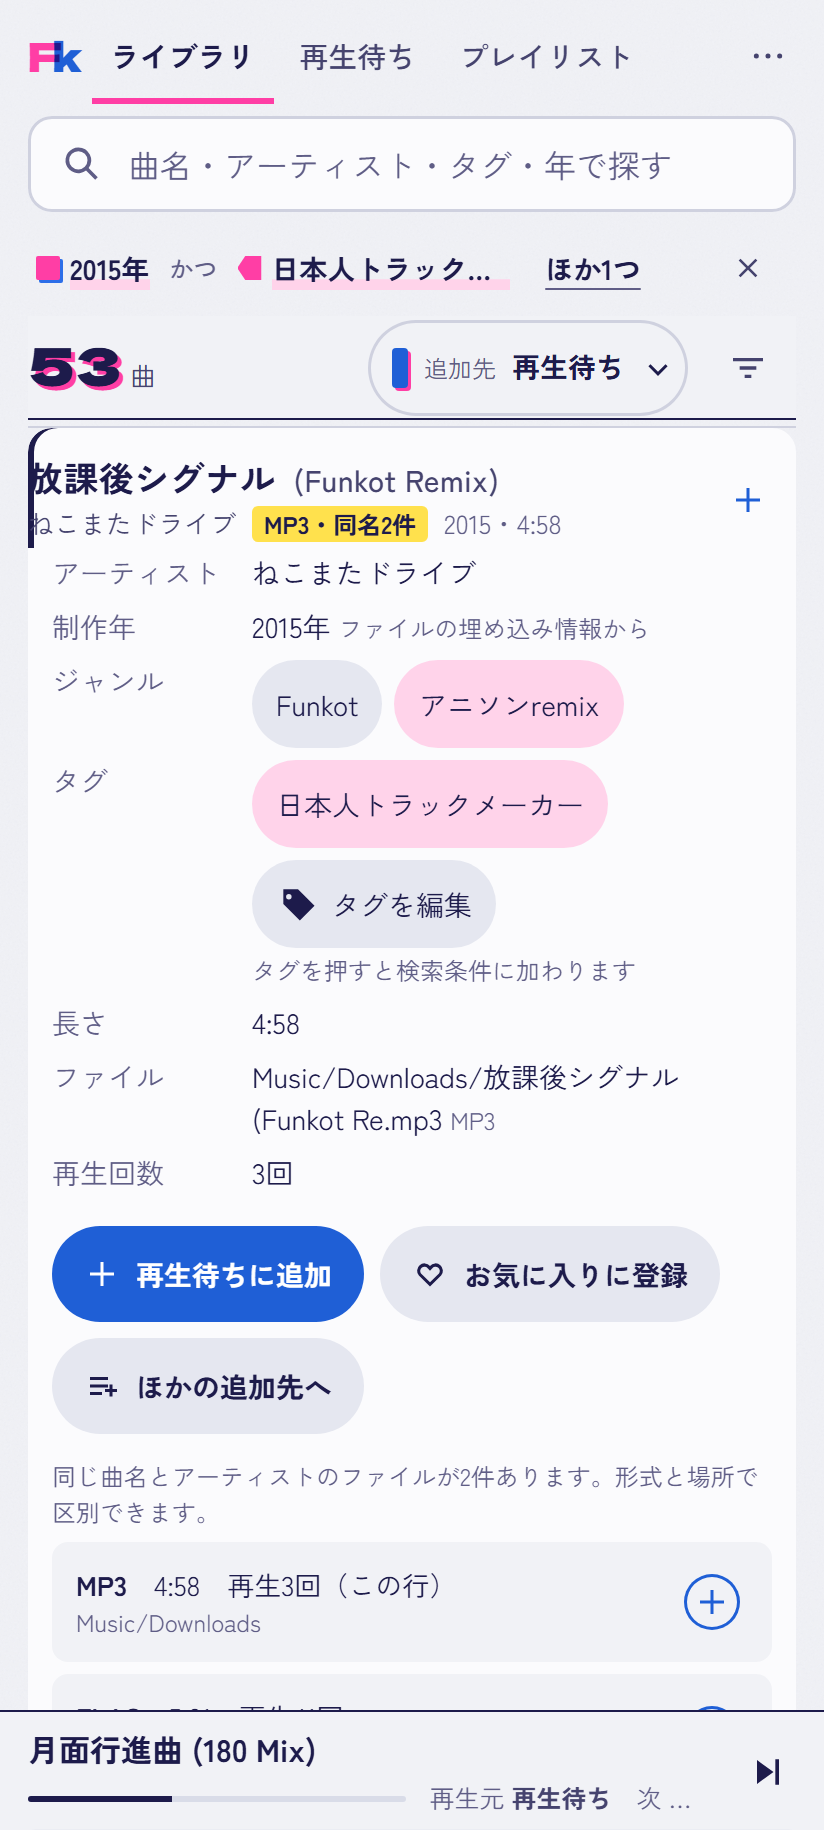 Fk ライブラリ 再生待ち プレイリスト …
曲名・アーティスト・タグ・年で探す
2015年 かつ 日本人トラック... ほか1つ
53 曲 追加先 再生待ち
放課後シグナル (Funkot Remix)
ねこまたドライブ MP3・同名2件 2015・4:58
アーティスト ねこまたドライブ
制作年 2015年 ファイルの埋め込み情報から
ジャンル Funkot アニソンremix
タグ 日本人トラックメーカー
タグを編集
タグを押すと検索条件に加わります
長さ 4:58
ファイル Music/Downloads/放課後シグナル
(Funkot Re.mp3 MP3
再生回数 3回
再生待ちに追加 お気に入りに登録
ほかの追加先へ
同じ曲名とアーティストのファイルが2件あります。形式と場所で
区別できます。
MP3 4:58 再生3回（この行）
Music/Downloads
月面行進曲 (180 Mix)
再生元 再生待ち 次 ...